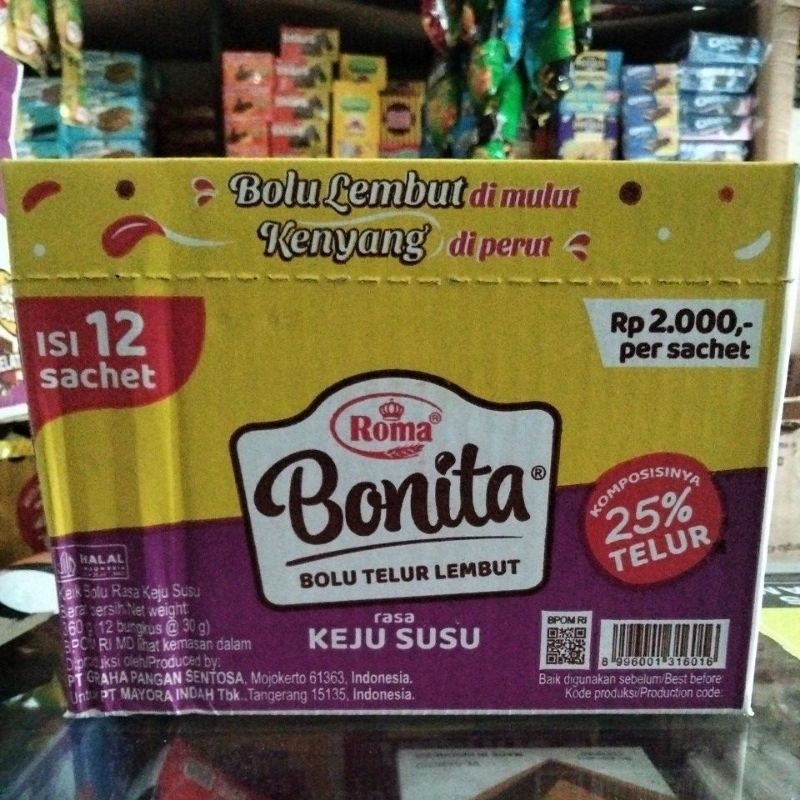 Bolu Lembut di mulut
Kenyang di perut
ISI 12
sachet
Rp 2.000,-
per sachet
Roma®
Bonita®
BOLU TELUR LEMBUT
KOMPOSISINYA
25%
TELUR
rasa
KEJU SUSU
HALAL
INDONESIA
Keik Bolu Rasa Keju Susu
Berat bersih/Net weight:
360 g (12 bungkus @ 30 g)
BPOM RI MD lihat kemasan dalam
Diproduksi oleh/Produced by:
PT GRAHA PANGAN SENTOSA, Mojokerto 61363, Indonesia.
Untuk PT MAYORA INDAH Tbk., Tangerang 15135, Indonesia.
BPOM RI
8 996001 316016
Baik digunakan sebelum/Best before:
Kode produksi/Production code: